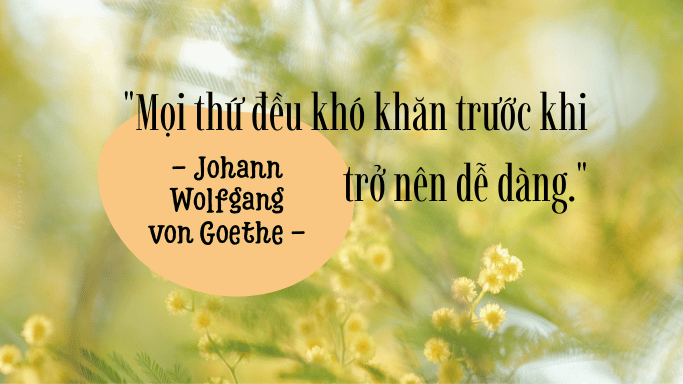 "Mọi thứ đều khó khăn trước khi
trở nên dễ dàng."
– Johann
Wolfgang
von Goethe –